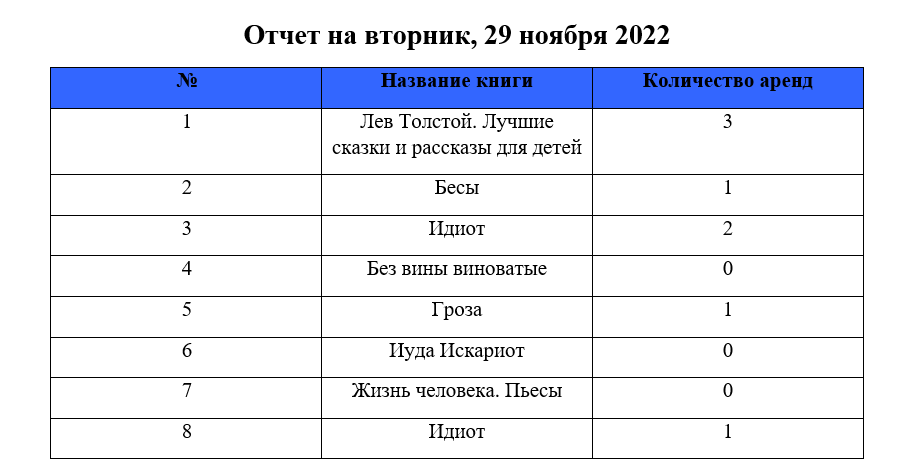 Отчет на вторник, 29 ноября 2022
№ Название книги Количество аренд
1 Лев Толстой. Лучшие 3
сказки и рассказы для детей
2 Бесы 1
3 Идиот 2
4 Без вины виноватые 0
5 Гроза 1
6 Иуда Искариот 0
7 Жизнь человека. Пьесы 0
8 Идиот 1